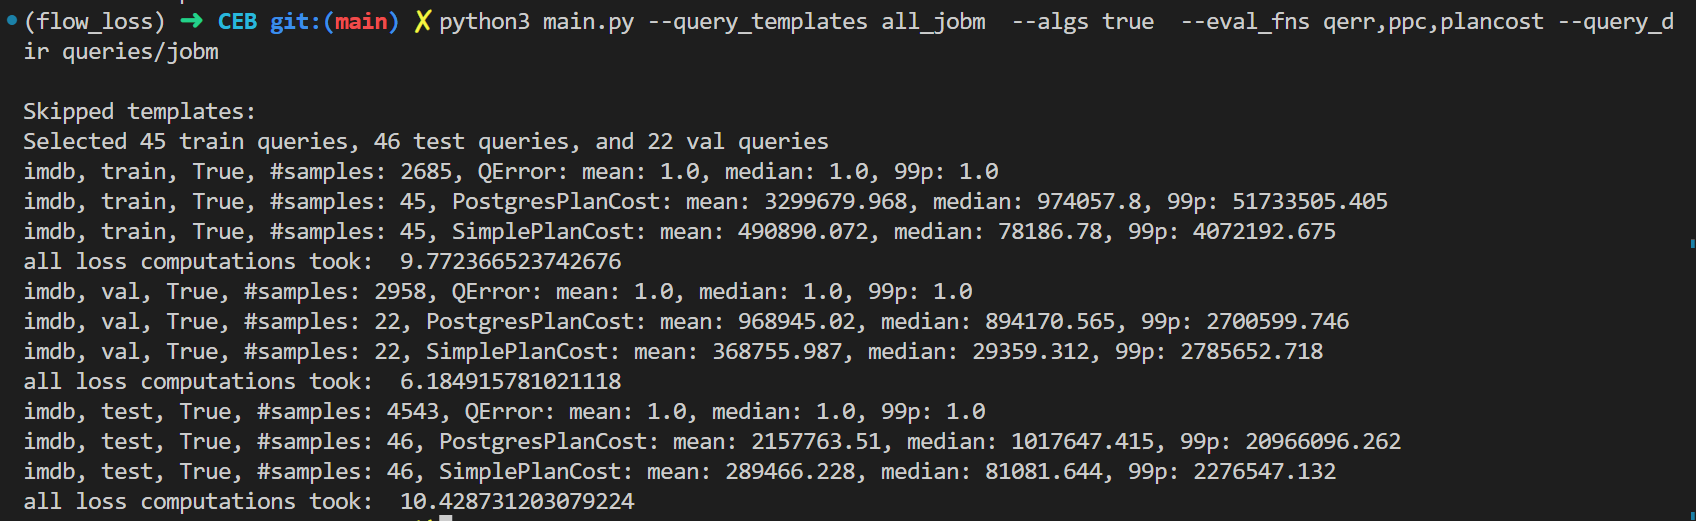 (flow_loss) ➜ CEB git:(main) ✗ python3 main.py --query_templates all_jobm  --algs true  --eval_fns qerr,ppc,plancost --query_d
ir queries/jobm
Skipped templates:
Selected 45 train queries, 46 test queries, and 22 val queries
imdb, train, True, #samples: 2685, QError: mean: 1.0, median: 1.0, 99p: 1.0
imdb, train, True, #samples: 45, PostgresPlanCost: mean: 3299679.968, median: 974057.8, 99p: 51733505.405
imdb, train, True, #samples: 45, SimplePlanCost: mean: 490890.072, median: 78186.78, 99p: 4072192.675
all loss computations took:  9.772366523742676
imdb, val, True, #samples: 2958, QError: mean: 1.0, median: 1.0, 99p: 1.0
imdb, val, True, #samples: 22, PostgresPlanCost: mean: 968945.02, median: 894170.565, 99p: 2700599.746
imdb, val, True, #samples: 22, SimplePlanCost: mean: 368755.987, median: 29359.312, 99p: 2785652.718
all loss computations took:  6.184915781021118
imdb, test, True, #samples: 4543, QError: mean: 1.0, median: 1.0, 99p: 1.0
imdb, test, True, #samples: 46, PostgresPlanCost: mean: 2157763.51, median: 1017647.415, 99p: 20966096.262
imdb, test, True, #samples: 46, SimplePlanCost: mean: 289466.228, median: 81081.644, 99p: 2276547.132
all loss computations took:  10.428731203079224